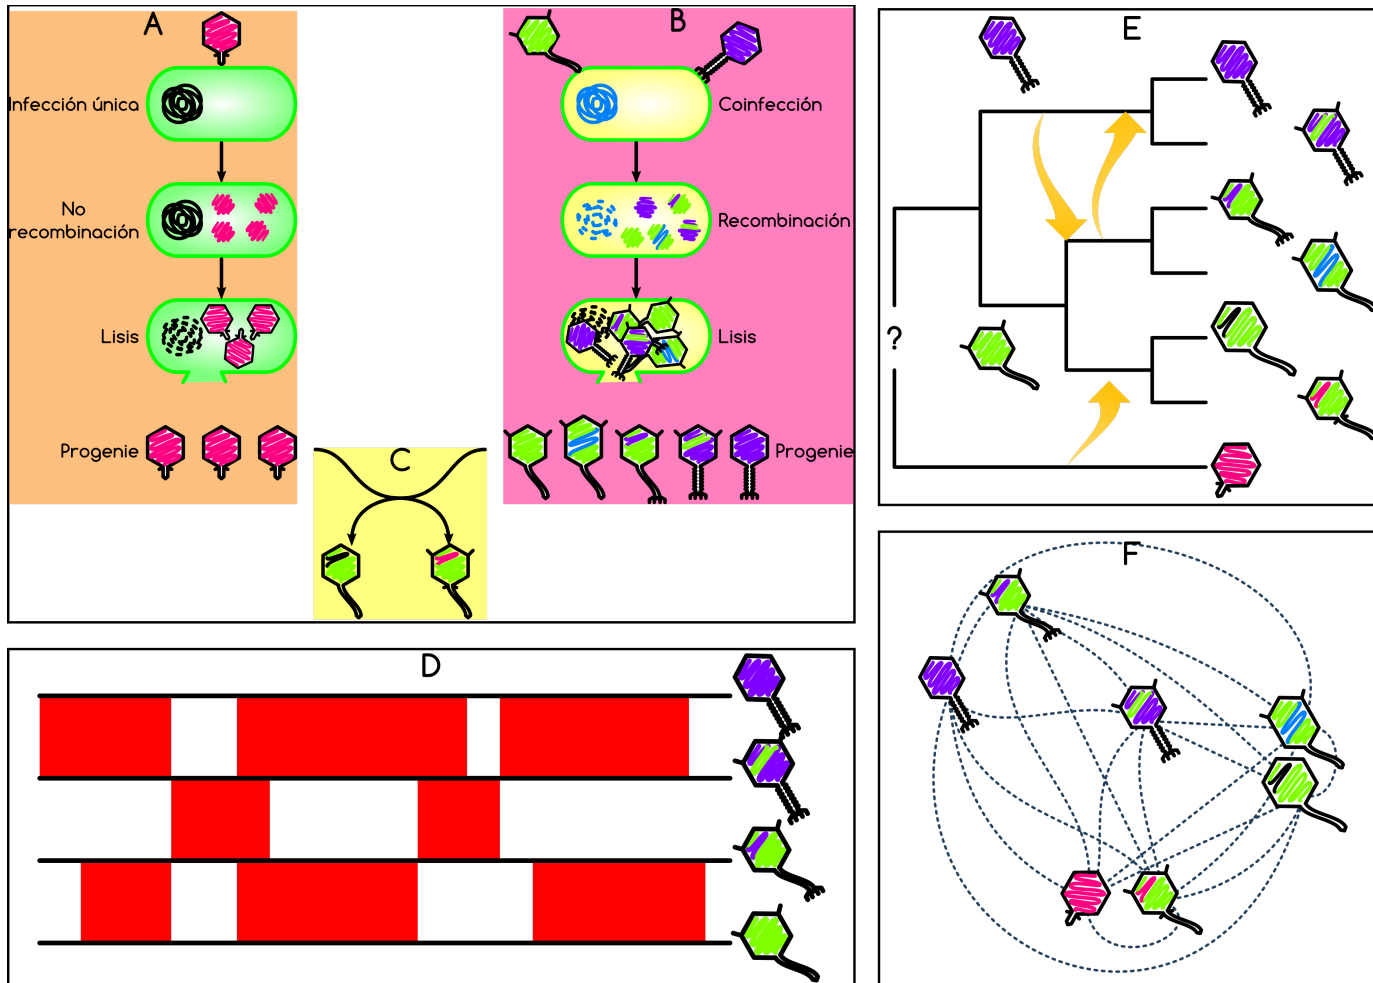 A
Infección única
No
recombinación
Lisis
Progenie
B
Coinfección
Recombinación
Lisis
Progenie
C
D
E
?
F